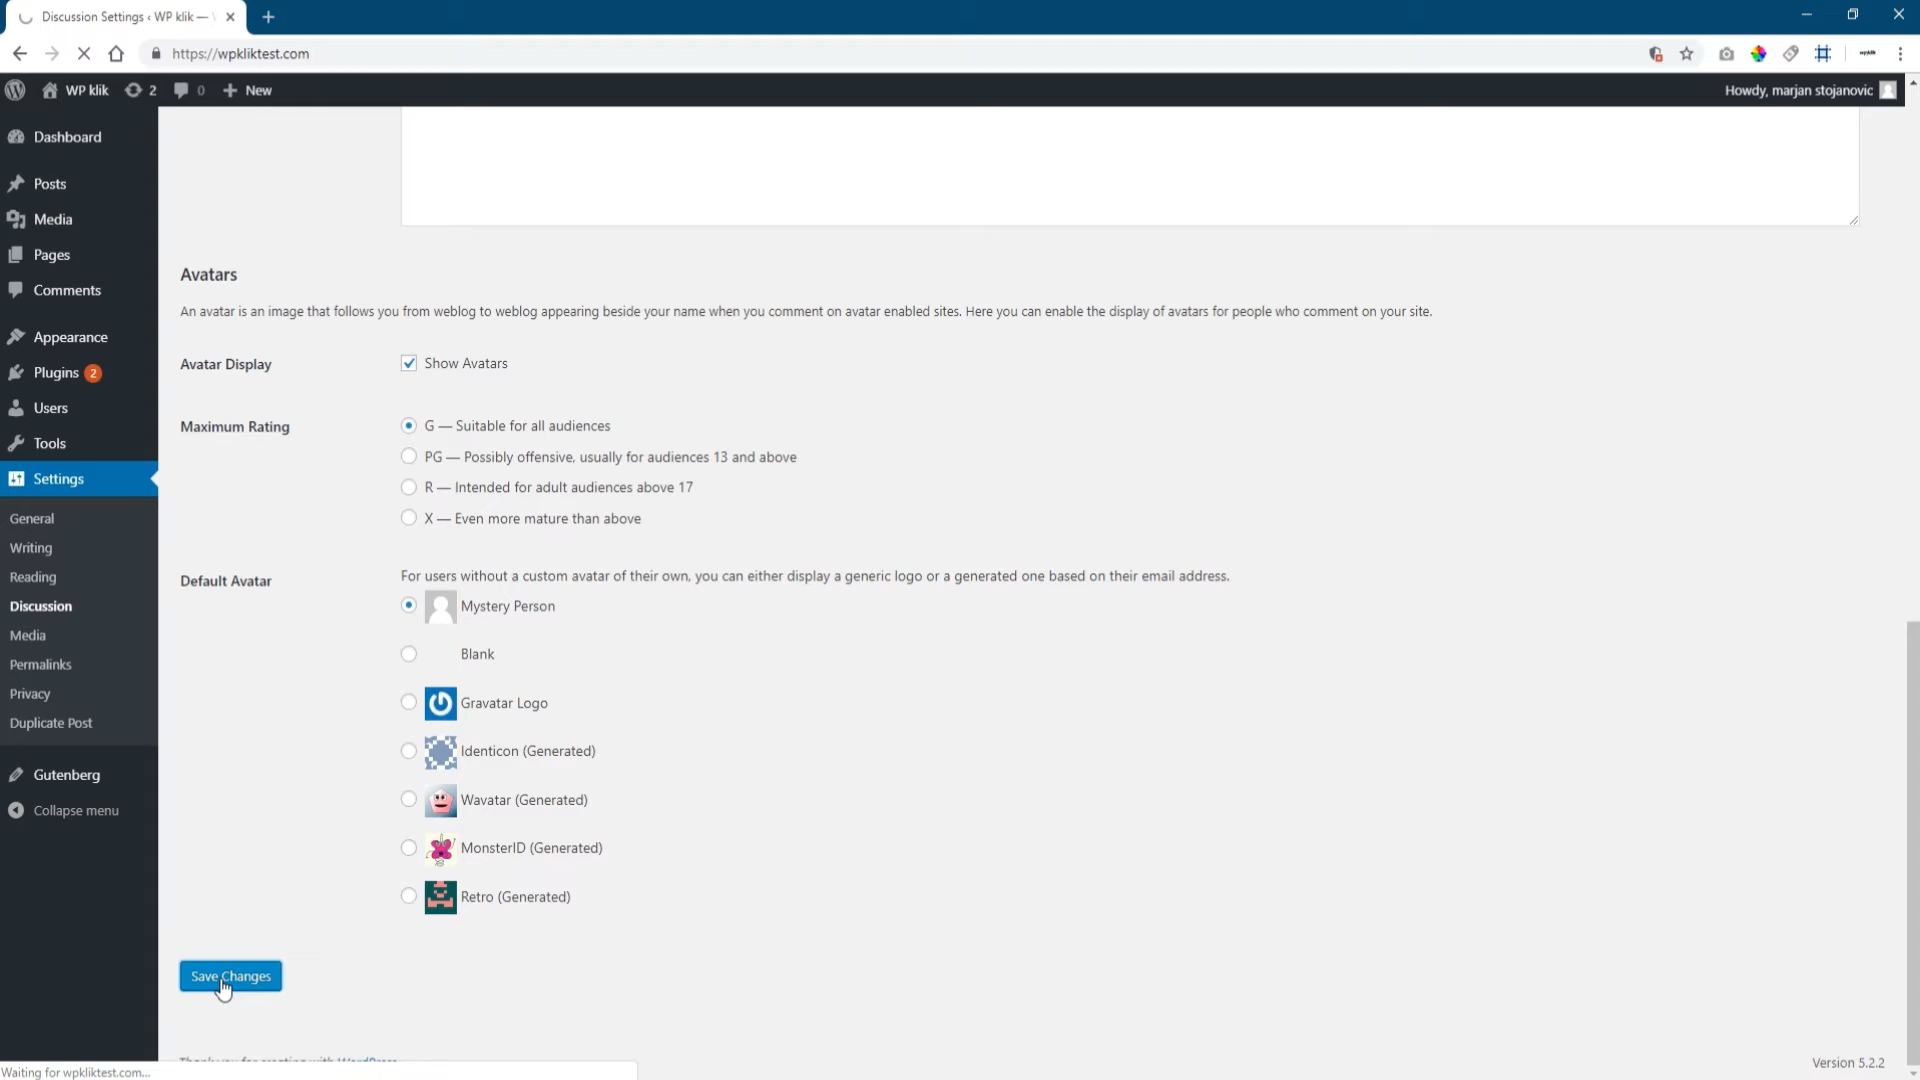 Discussion Settings ‹ WP klik —
https://wpkliktest.com
WP klik 2 0 New
Howdy, marjan stojanovic
Dashboard
Posts
Media
Pages
Comments
Appearance
Plugins 2
Users
Tools
Settings
General
Writing
Reading
Discussion
Media
Permalinks
Privacy
Duplicate Post
Gutenberg
Collapse menu
Avatars
An avatar is an image that follows you from weblog to weblog appearing beside your name when you comment on avatar enabled sites. Here you can enable the display of avatars for people who comment on your site.
Avatar Display
Show Avatars
Maximum Rating
G — Suitable for all audiences
PG — Possibly offensive, usually for audiences 13 and above
R — Intended for adult audiences above 17
X — Even more mature than above
Default Avatar
For users without a custom avatar of their own, you can either display a generic logo or a generated one based on their email address.
Mystery Person
Blank
Gravatar Logo
Identicon (Generated)
Wavatar (Generated)
MonsterID (Generated)
Retro (Generated)
Save Changes
Thank you for creating with WordPress
Version 5.2.2
Waiting for wpkliktest.com...